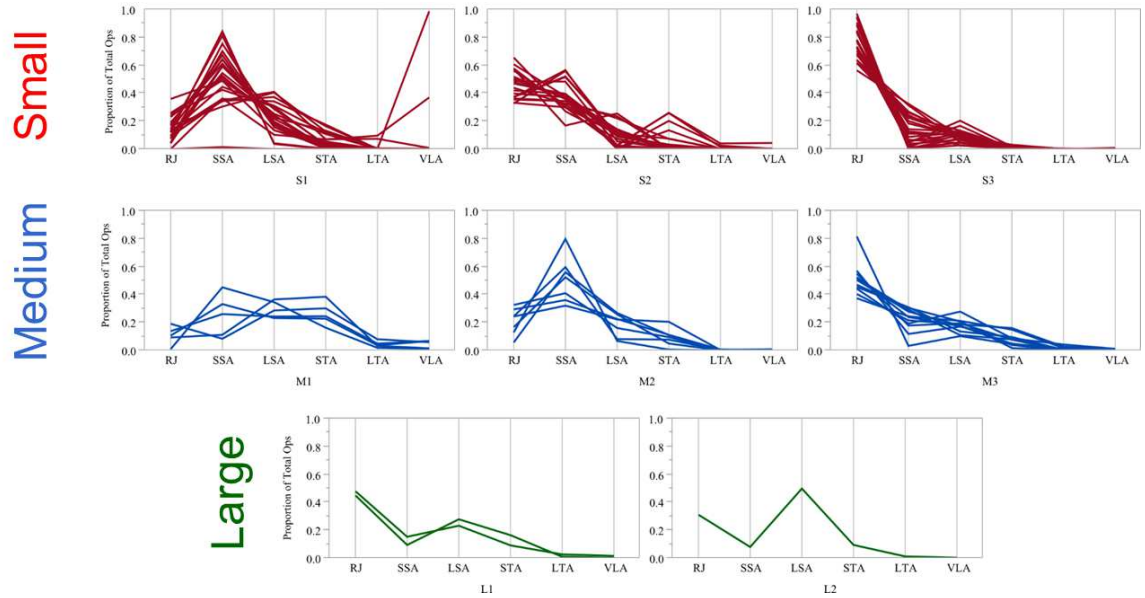 Small
Proportion of Total Ops
1.0
0.8
0.6
0.4
0.2
0.0
RJ SSA LSA STA LTA VLA
S1
1.0
0.8
0.6
0.4
0.2
0.0
RJ SSA LSA STA LTA VLA
S2
1.0
0.8
0.6
0.4
0.2
0.0
RJ SSA LSA STA LTA VLA
S3
Medium
Proportion of Total Ops
1.0
0.8
0.6
0.4
0.2
0.0
RJ SSA LSA STA LTA VLA
M1
1.0
0.8
0.6
0.4
0.2
0.0
RJ SSA LSA STA LTA VLA
M2
1.0
0.8
0.6
0.4
0.2
0.0
RJ SSA LSA STA LTA VLA
M3
Large
Proportion of Total Ops
1.0
0.8
0.6
0.4
0.2
0.0
RJ SSA LSA STA LTA VLA
L1
1.0
0.8
0.6
0.4
0.2
0.0
RJ SSA LSA STA LTA VLA
L2